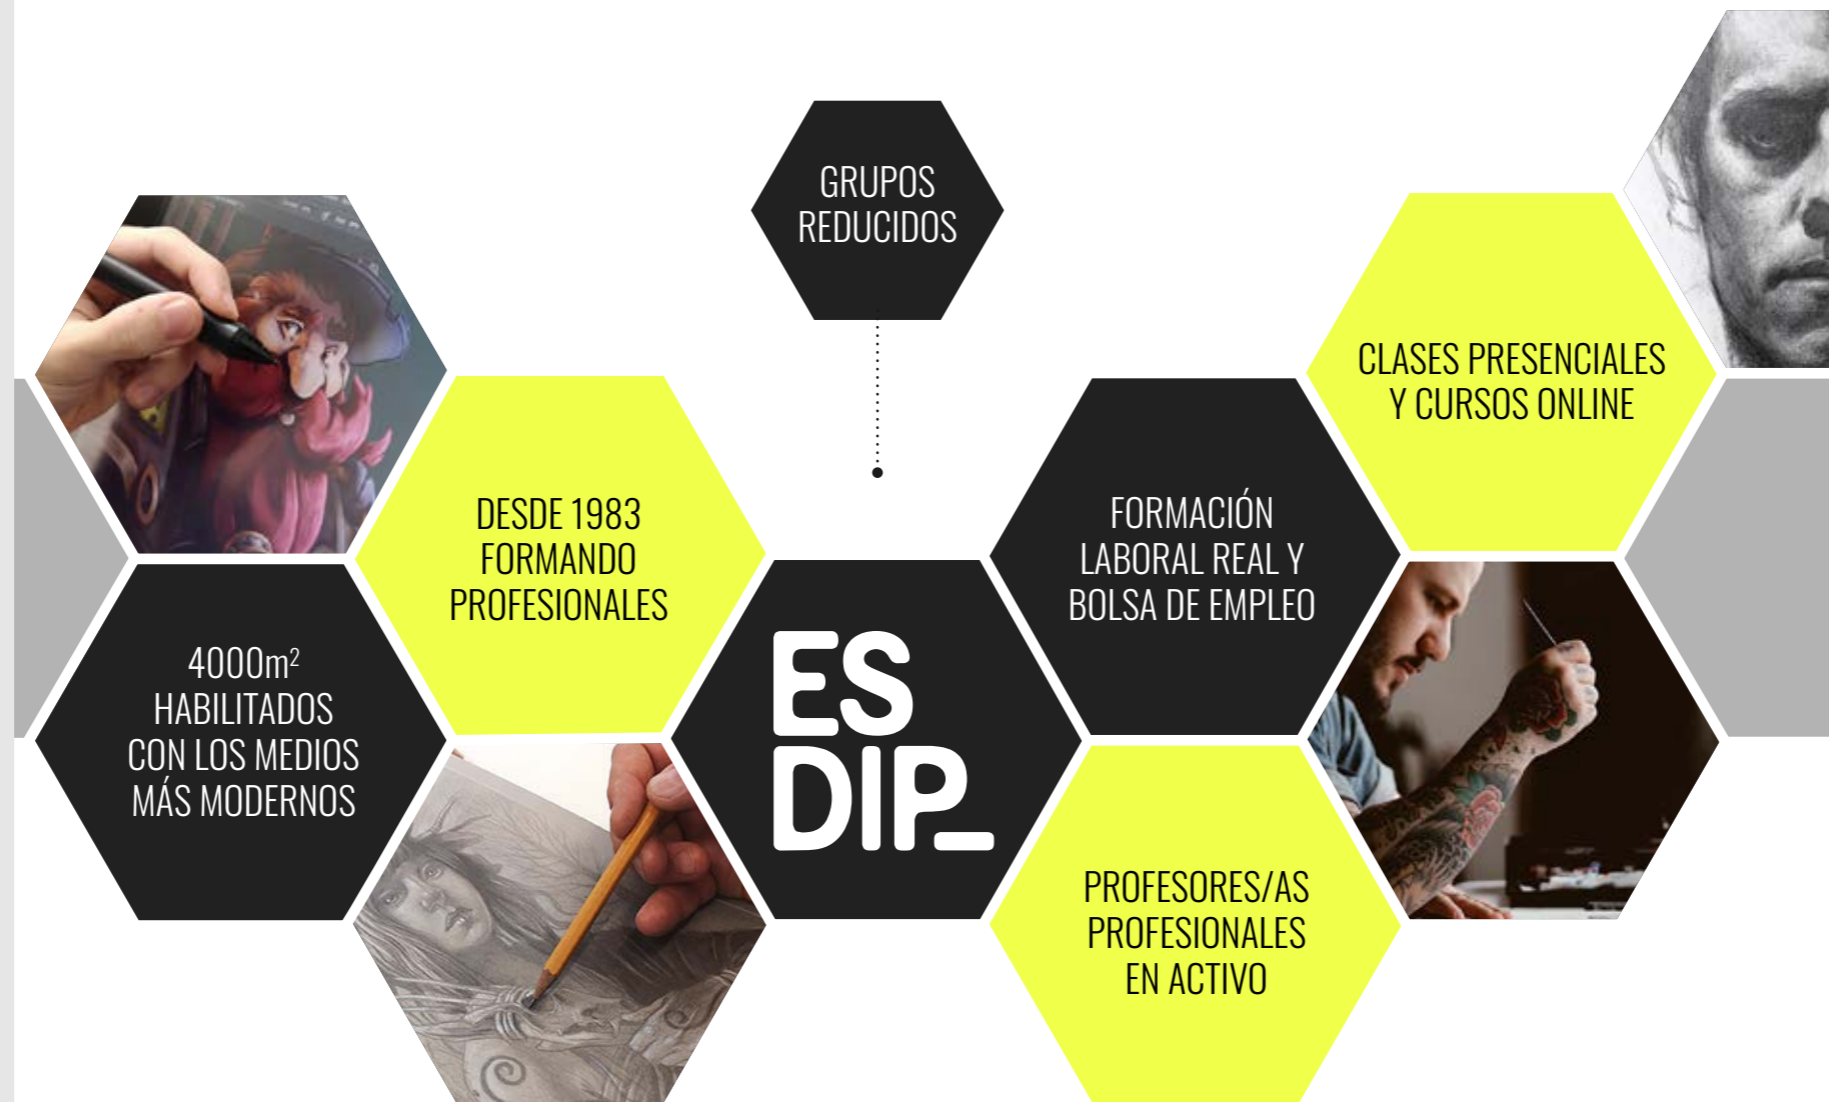 GRUPOS
REDUCIDOS
CLASES PRESENCIALES
Y CURSOS ONLINE
DESDE 1983
FORMANDO
PROFESIONALES
FORMACIÓN
LABORAL REAL Y
BOLSA DE EMPLEO
4000m²
HABILITADOS
CON LOS MEDIOS
MÁS MODERNOS
ES
DIP_
PROFESORES/AS
PROFESIONALES
EN ACTIVO